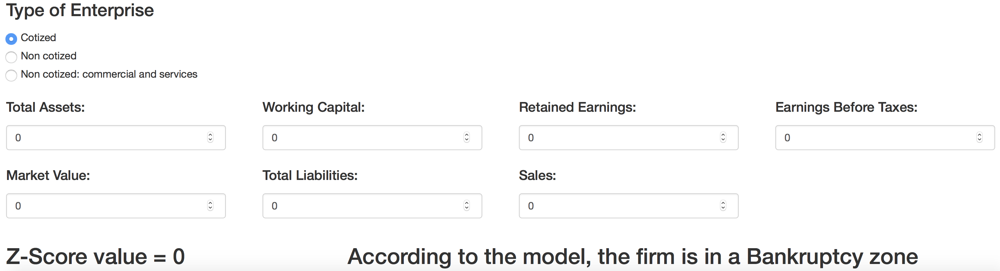 Type of Enterprise
Cotized
Non cotized
Non cotized: commercial and services
Total Assets: Working Capital: Retained Earnings: Earnings Before Taxes:
0 0 0 0
Market Value: Total Liabilities: Sales:
0 0 0
Z-Score value = 0 According to the model, the firm is in a Bankruptcy zone